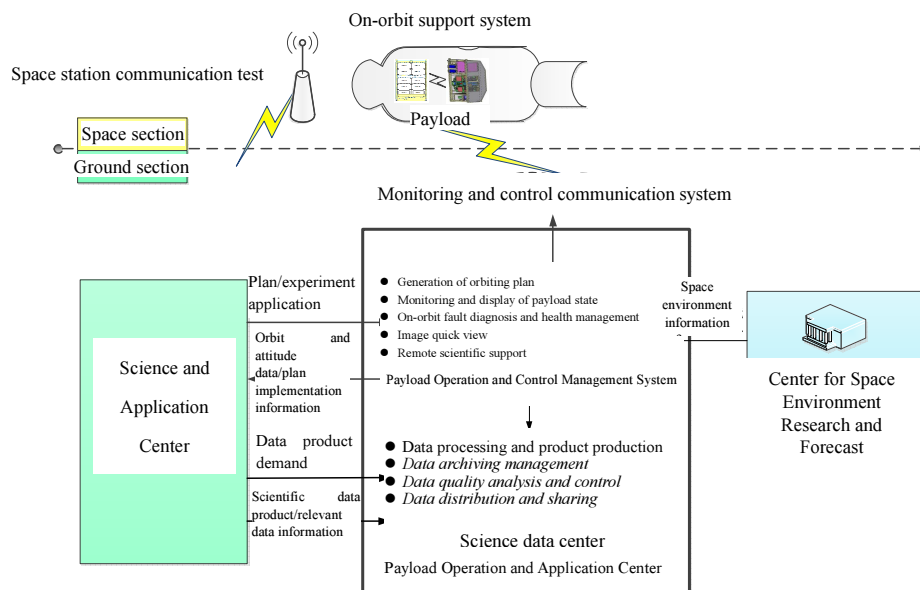 On-orbit support system
Space station communication test
Payload
Space section
Ground section
Monitoring and control communication system
Plan/experiment
application
Orbit and
attitude
data/plan
implementation
information
Data product
demand
Scientific data
product/relevant
data information
Science and
Application
Center
● Generation of orbiting plan
● Monitoring and display of payload state
● On-orbit fault diagnosis and health management
● Image quick view
● Remote scientific support
Payload Operation and Control Management System
● Data processing and product production
● Data archiving management
● Data quality analysis and control
● Data distribution and sharing
Science data center
Payload Operation and Application Center
Space
environment
information
Center for Space
Environment
Research and
Forecast